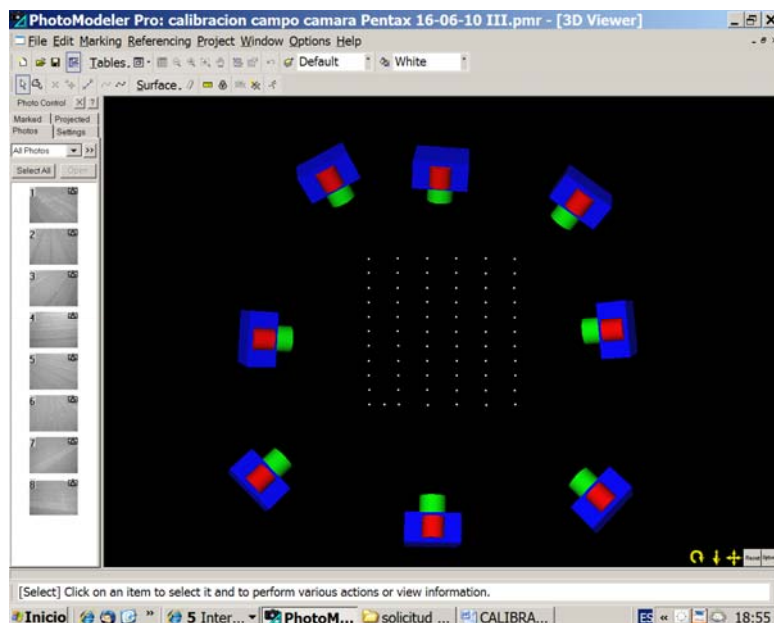 PhotoModeler Pro: calibracion campo camara Pentax 16-06-10 III.pmr - [3D Viewer]
File Edit Marking Referencing Project Window Options Help
Tables. Default White
Surface.
Photo Control
Marked Projected
Photos Settings
All Photos >>
Select All Open
1
2
3
4
5
6
7
8
[Select] Click on an item to select it and to perform various actions or view information.
Inicio » 5 Inter... PhotoM... solicitud ... CALIBRA... ES « 18:55